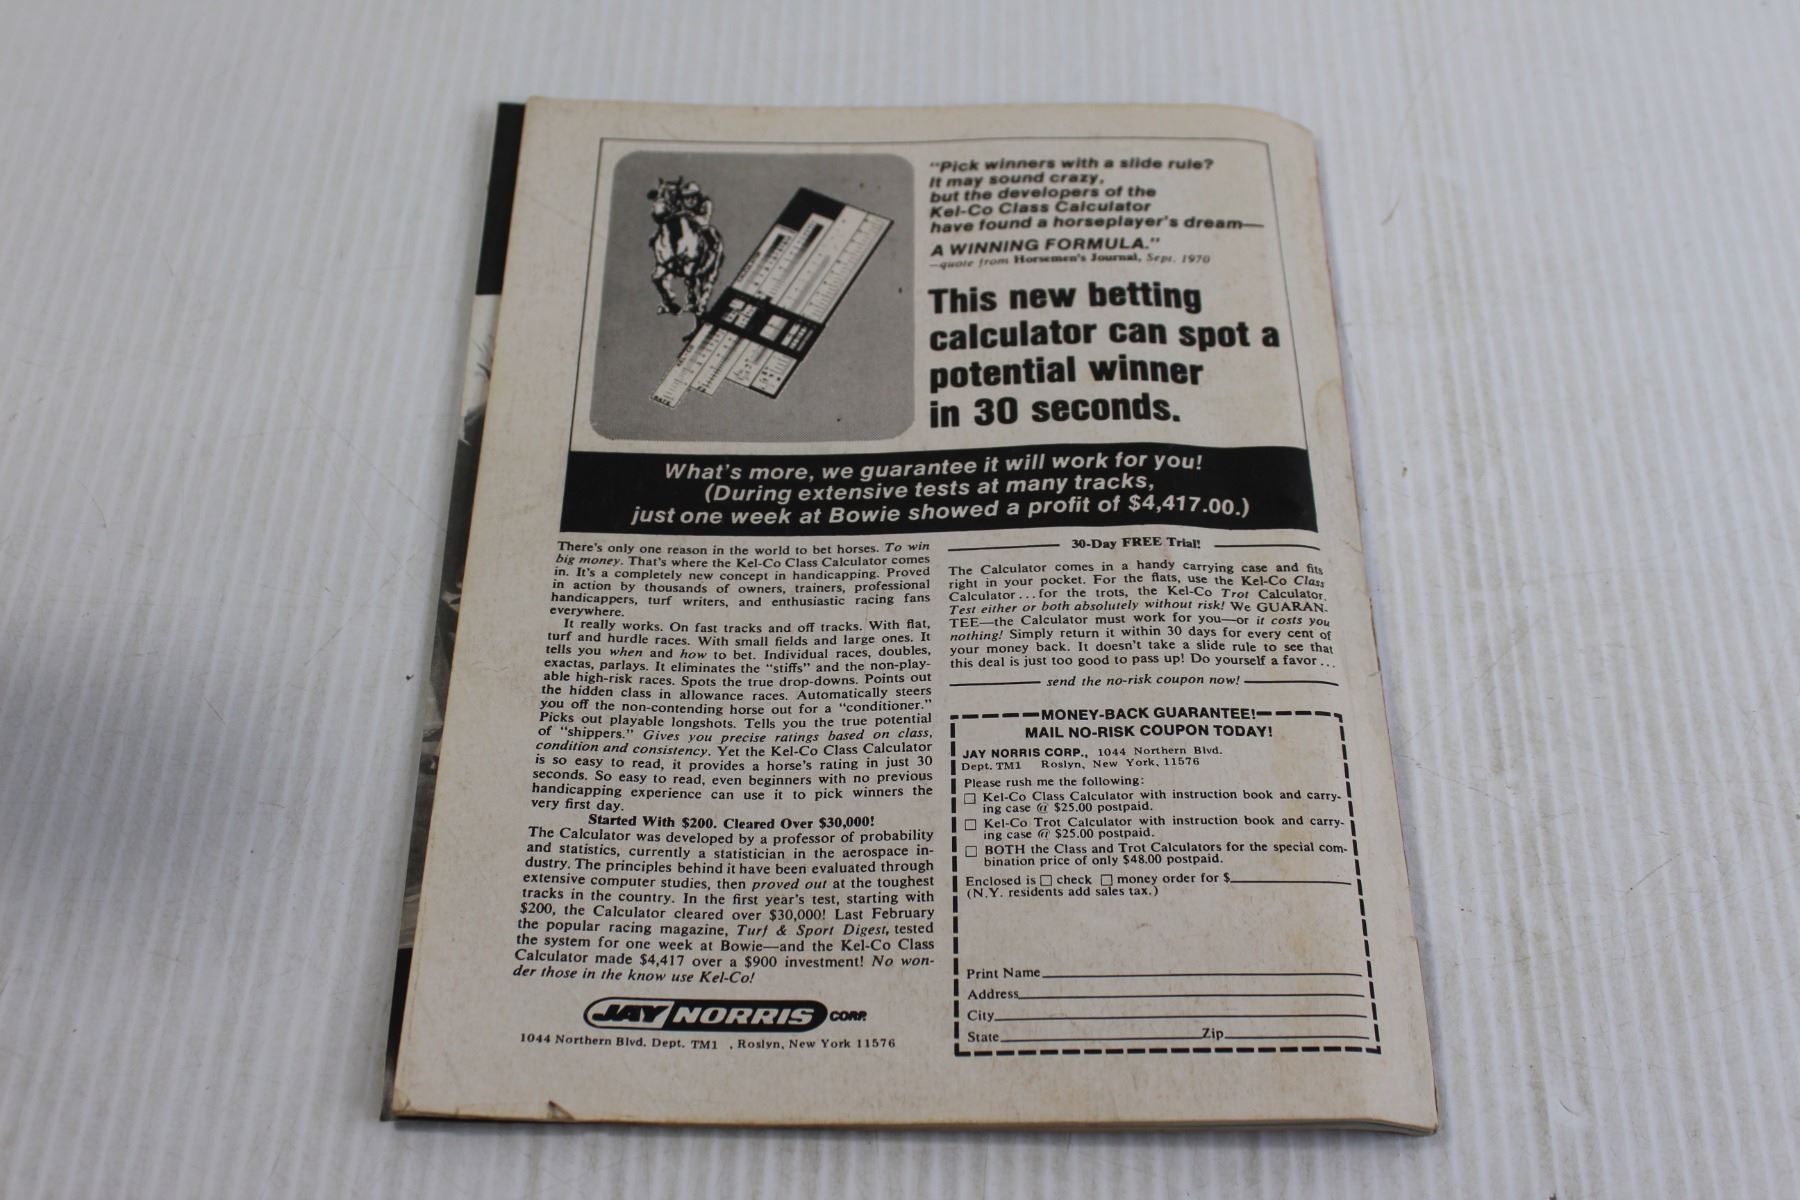 "Pick winners with a slide rule?
It may sound crazy,
but the developers of the
Kel-Co Class Calculator
have found a horseplayer's dream—
A WINNING FORMULA."
—quote from Horsemen's Journal, Sept. 1970
This new betting
calculator can spot a
potential winner
in 30 seconds.
What's more, we guarantee it will work for you!
(During extensive tests at many tracks,
just one week at Bowie showed a profit of $4,417.00.)
There's only one reason in the world to bet horses. To win
big money. That's where the Kel-Co Class Calculator comes
in. It's a completely new concept in handicapping. Proved
in action by thousands of owners, trainers, professional
handicappers, turf writers, and enthusiastic racing fans
everywhere.
It really works. On fast tracks and off tracks. With flat,
turf and hurdle races. With small fields and large ones. It
tells you when and how to bet. Individual races, doubles,
exactas, parlays. It eliminates the "stiffs" and the non-play-
able high-risk races. Spots the true drop-downs. Points out
the hidden class in allowance races. Automatically steers
you off the non-contending horse out for a "conditioner."
Picks out playable longshots. Tells you the true potential
of "shippers." Gives you precise ratings based on class,
condition and consistency. Yet the Kel-Co Class Calculator
is so easy to read, it provides a horse's rating in just 30
seconds. So easy to read, even beginners with no previous
handicapping experience can use it to pick winners the
very first day.
Started With $200. Cleared Over $30,000!
The Calculator was developed by a professor of probability
and statistics, currently a statistician in the aerospace in-
dustry. The principles behind it have been evaluated through
extensive computer studies, then proved out at the toughest
tracks in the country. In the first year's test, starting with
$200, the Calculator cleared over $30,000! Last February
the popular racing magazine, Turf & Sport Digest, tested
the system for one week at Bowie—and the Kel-Co Class
Calculator made $4,417 over a $900 investment! No won-
der those in the know use Kel-Co!
JAY NORRIS CORP.
1044 Northern Blvd. Dept. TM1 , Roslyn, New York 11576
30-Day FREE Trial!
The Calculator comes in a handy carrying case and fits
right in your pocket. For the flats, use the Kel-Co Class
Calculator . . . for the trots, the Kel-Co Trot Calculator.
Test either or both absolutely without risk! We GUARAN-
TEE—the Calculator must work for you—or it costs you
nothing! Simply return it within 30 days for every cent of
your money back. It doesn't take a slide rule to see that
this deal is just too good to pass up! Do yourself a favor . . .
send the no-risk coupon now!
MONEY-BACK GUARANTEE!
MAIL NO-RISK COUPON TODAY!
JAY NORRIS CORP., 1044 Northern Blvd.
Dept. TM1 Roslyn, New York, 11576
Please rush me the following:
☐ Kel-Co Class Calculator with instruction book and carry-
ing case @ $25.00 postpaid.
☐ Kel-Co Trot Calculator with instruction book and carry-
ing case @ $25.00 postpaid.
☐ BOTH the Class and Trot Calculators for the special com-
bination price of only $48.00 postpaid.
Enclosed is ☐ check ☐ money order for $
(N.Y. residents add sales tax.)
Print Name
Address
City
State Zip